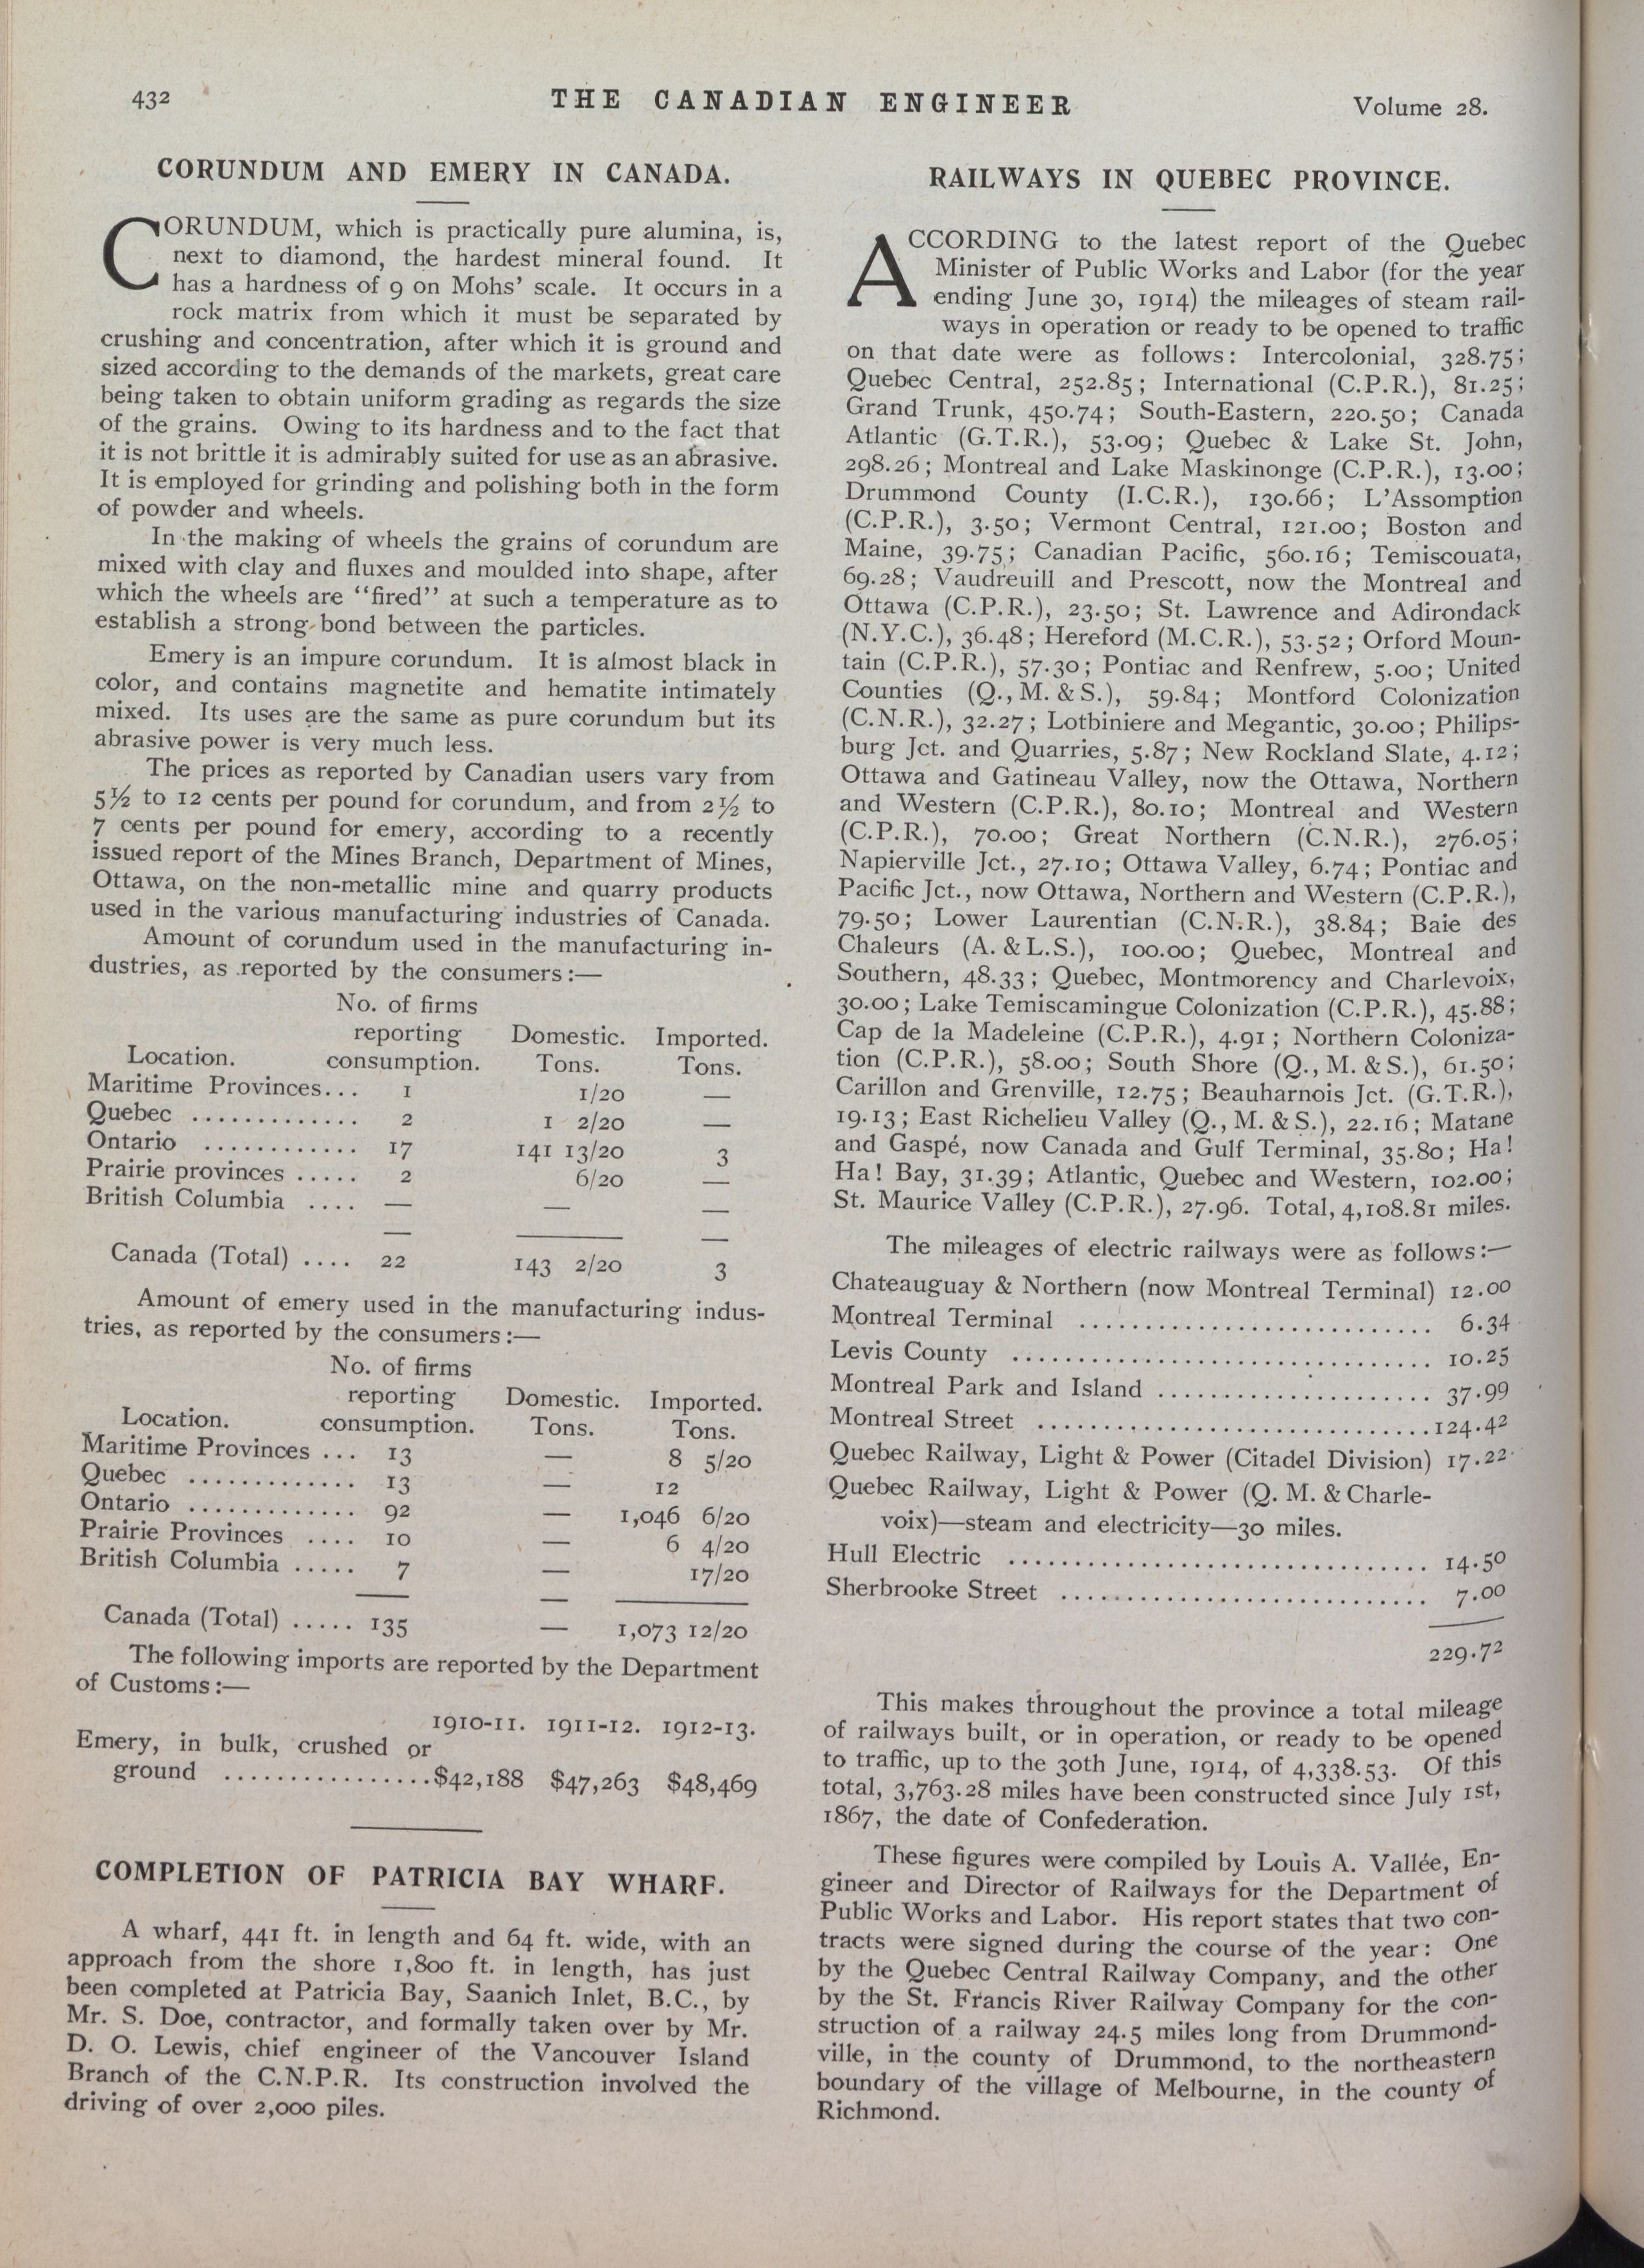 432
THE CANADIAN ENGINEER
Volume 28.
CORUNDUM AND EMERY IN CANADA.
CORUNDUM, which is practically pure alumina, is,
next to diamond, the hardest mineral found. It
has a hardness of 9 on Mohs' scale. It occurs in a
rock matrix from which it must be separated by
crushing and concentration, after which it is ground and
sized according to the demands of the markets, great care
being taken to obtain uniform grading as regards the size
of the grains. Owing to its hardness and to the fact that
it is not brittle it is admirably suited for use as an abrasive.
It is employed for grinding and polishing both in the form
of powder and wheels.
In the making of wheels the grains of corundum are
mixed with clay and fluxes and moulded into shape, after
which the wheels are "fired" at such a temperature as to
establish a strong bond between the particles.
Emery is an impure corundum. It is almost black in
color, and contains magnetite and hematite intimately
mixed. Its uses are the same as pure corundum but its
abrasive power is very much less.
The prices as reported by Canadian users vary from
5½ to 12 cents per pound for corundum, and from 2½ to
7 cents per pound for emery, according to a recently
issued report of the Mines Branch, Department of Mines,
Ottawa, on the non-metallic mine and quarry products
used in the various manufacturing industries of Canada.
Amount of corundum used in the manufacturing in-
dustries, as reported by the consumers:—
No. of firms
reporting Domestic. Imported.
Location. consumption. Tons. Tons.
Maritime Provinces... 1 1/20 —
Quebec ............. 2 1 2/20 —
Ontario ............ 17 141 13/20 3
Prairie provinces ..... 2 6/20 —
British Columbia .... — — —
Canada (Total) .... 22 143 2/20 3
Amount of emery used in the manufacturing indus-
tries, as reported by the consumers:—
No. of firms
reporting Domestic. Imported.
Location. consumption. Tons. Tons.
Maritime Provinces ... 13 — 8 5/20
Quebec ............. 13 — 12
Ontario ............. 92 — 1,046 6/20
Prairie Provinces .... 10 — 6 4/20
British Columbia ..... 7 — 17/20
Canada (Total) ..... 135 — 1,073 12/20
The following imports are reported by the Department
of Customs:—
1910-11. 1911-12. 1912-13.
Emery, in bulk, crushed or
ground ................$42,188 $47,263 $48,469
COMPLETION OF PATRICIA BAY WHARF.
A wharf, 441 ft. in length and 64 ft. wide, with an
approach from the shore 1,800 ft. in length, has just
been completed at Patricia Bay, Saanich Inlet, B.C., by
Mr. S. Doe, contractor, and formally taken over by Mr.
D. O. Lewis, chief engineer of the Vancouver Island
Branch of the C.N.P.R. Its construction involved the
driving of over 2,000 piles.
RAILWAYS IN QUEBEC PROVINCE.
ACCORDING to the latest report of the Quebec
Minister of Public Works and Labor (for the year
ending June 30, 1914) the mileages of steam rail-
ways in operation or ready to be opened to traffic
on that date were as follows: Intercolonial, 328.75;
Quebec Central, 252.85; International (C.P.R.), 81.25;
Grand Trunk, 450.74; South-Eastern, 220.50; Canada
Atlantic (G.T.R.), 53.09; Quebec & Lake St. John,
298.26; Montreal and Lake Maskinonge (C.P.R.), 13.00;
Drummond County (I.C.R.), 130.66; L'Assomption
(C.P.R.), 3.50; Vermont Central, 121.00; Boston and
Maine, 39.75; Canadian Pacific, 560.16; Temiscouata,
69.28; Vaudreuill and Prescott, now the Montreal and
Ottawa (C.P.R.), 23.50; St. Lawrence and Adirondack
(N.Y.C.), 36.48; Hereford (M.C.R.), 53.52; Orford Moun-
tain (C.P.R.), 57.30; Pontiac and Renfrew, 5.00; United
Counties (Q., M. & S.), 59.84; Montford Colonization
(C.N.R.), 32.27; Lotbiniere and Megantic, 30.00; Philips-
burg Jct. and Quarries, 5.87; New Rockland Slate, 4.12;
Ottawa and Gatineau Valley, now the Ottawa, Northern
and Western (C.P.R.), 80.10; Montreal and Western
(C.P.R.), 70.00; Great Northern (C.N.R.), 276.05;
Napierville Jct., 27.10; Ottawa Valley, 6.74; Pontiac and
Pacific Jct., now Ottawa, Northern and Western (C.P.R.),
79.50; Lower Laurentian (C.N.R.), 38.84; Baie des
Chaleurs (A. & L.S.), 100.00; Quebec, Montreal and
Southern, 48.33; Quebec, Montmorency and Charlevoix,
30.00; Lake Temiscamingue Colonization (C.P.R.), 45.88;
Cap de la Madeleine (C.P.R.), 4.91; Northern Coloniza-
tion (C.P.R.), 58.00; South Shore (Q., M. & S.), 61.50;
Carillon and Grenville, 12.75; Beauharnois Jct. (G.T.R.),
19.13; East Richelieu Valley (Q., M. & S.), 22.16; Matane
and Gaspé, now Canada and Gulf Terminal, 35.80; Ha!
Ha! Bay, 31.39; Atlantic, Quebec and Western, 102.00;
St. Maurice Valley (C.P.R.), 27.96. Total, 4,108.81 miles.
The mileages of electric railways were as follows:—
Chateauguay & Northern (now Montreal Terminal) 12.00
Montreal Terminal ........................... 6.34
Levis County ................................ 10.25
Montreal Park and Island ..................... 37.99
Montreal Street ..............................124.42
Quebec Railway, Light & Power (Citadel Division) 17.22
Quebec Railway, Light & Power (Q. M. & Charle-
voix)—steam and electricity—30 miles.
Hull Electric ................................ 14.50
Sherbrooke Street ............................ 7.00
229.72
This makes throughout the province a total mileage
of railways built, or in operation, or ready to be opened
to traffic, up to the 30th June, 1914, of 4,338.53. Of this
total, 3,763.28 miles have been constructed since July 1st,
1867, the date of Confederation.
These figures were compiled by Louis A. Vallée, En-
gineer and Director of Railways for the Department of
Public Works and Labor. His report states that two con-
tracts were signed during the course of the year: One
by the Quebec Central Railway Company, and the other
by the St. Francis River Railway Company for the con-
struction of a railway 24.5 miles long from Drummond-
ville, in the county of Drummond, to the northeastern
boundary of the village of Melbourne, in the county of
Richmond.